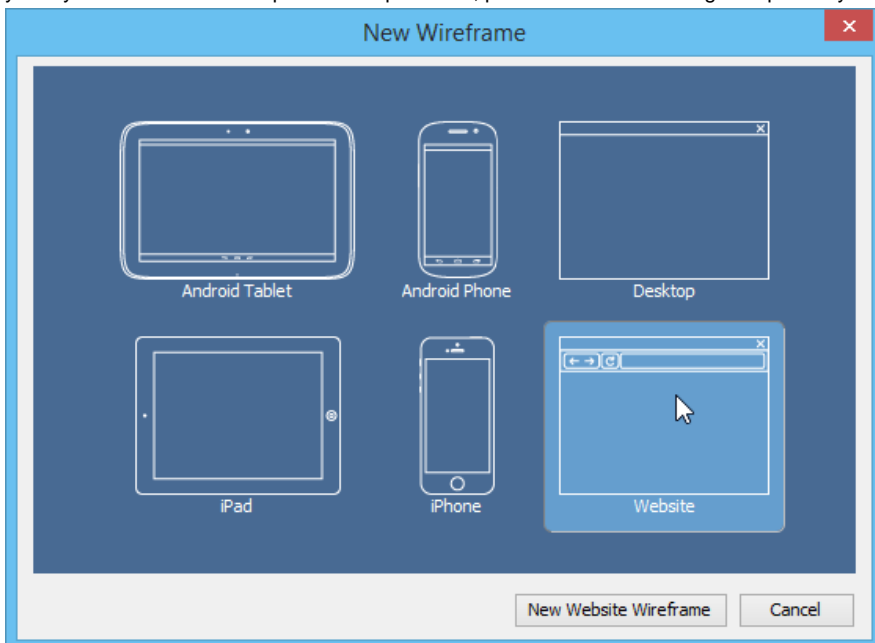 New Wireframe
Android Tablet
Android Phone
Desktop
iPad
iPhone
Website
New Website Wireframe
Cancel